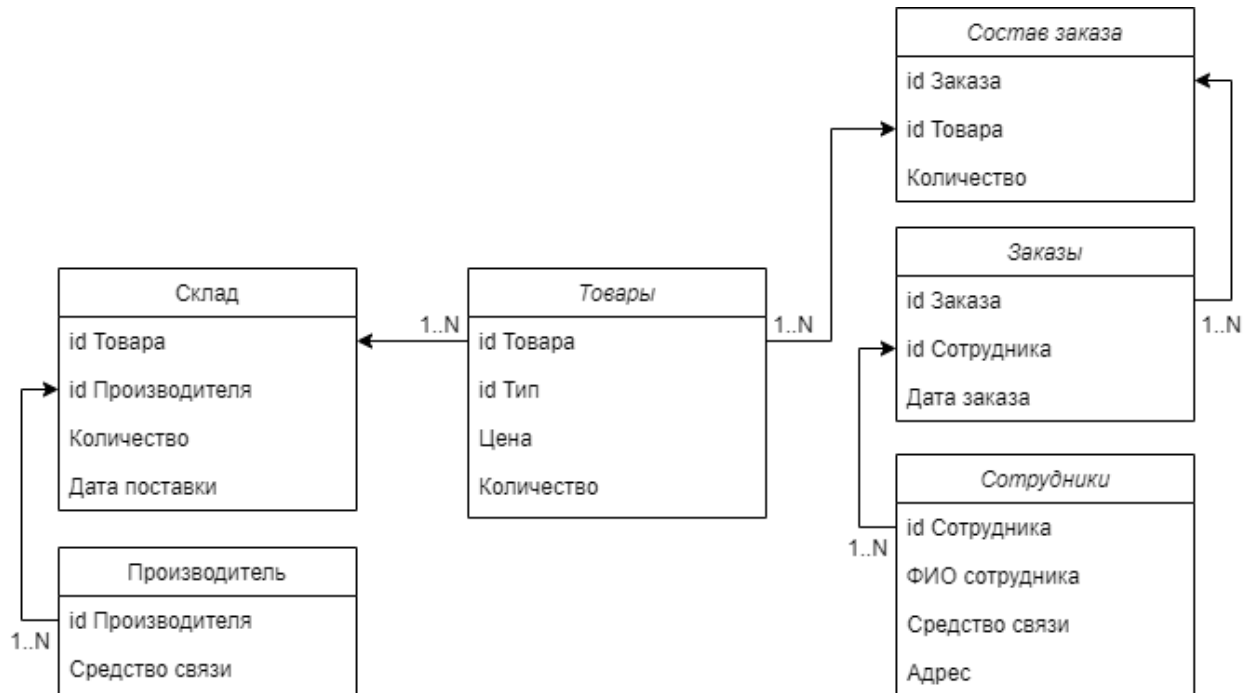 Состав заказа
id Заказа
id Товара
Количество
Заказы
id Заказа
1..N
id Сотрудника
Дата заказа
Сотрудники
id Сотрудника
1..N
ФИО сотрудника
Средство связи
Адрес
Товары
1..N
1..N
id Товара
id Тип
Цена
Количество
Склад
id Товара
id Производителя
Количество
Дата поставки
Производитель
id Производителя
1..N
Средство связи